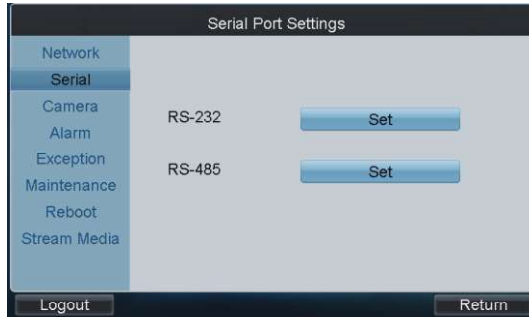 Serial Port Settings
Network
Serial
Camera
Alarm
Exception
Maintenance
Reboot
Stream Media
RS-232 Set
RS-485 Set
Logout Return